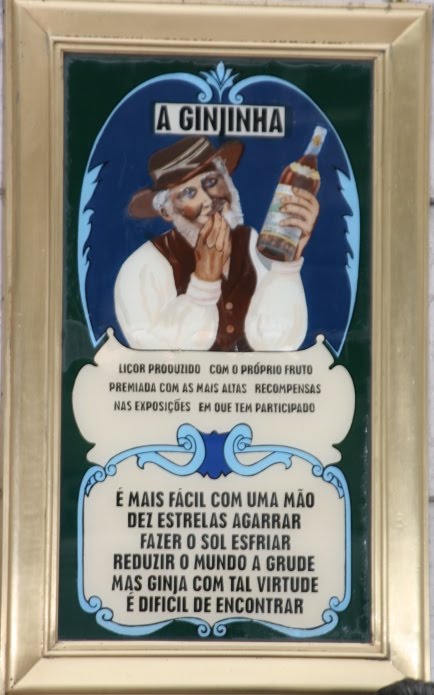 A GINJINHA
LICOR PRODUZIDO COM O PRÓPRIO FRUTO
PREMIADA COM AS MAIS ALTAS RECOMPENSAS
NAS EXPOSIÇÕES EM QUE TEM PARTICIPADO
É MAIS FÁCIL COM UMA MÃO
DEZ ESTRELAS AGARRAR
FAZER O SOL ESFRIAR
REDUZIR O MUNDO A GRUDE
MAS GINJA COM TAL VIRTUDE
É DIFICIL DE ENCONTRAR